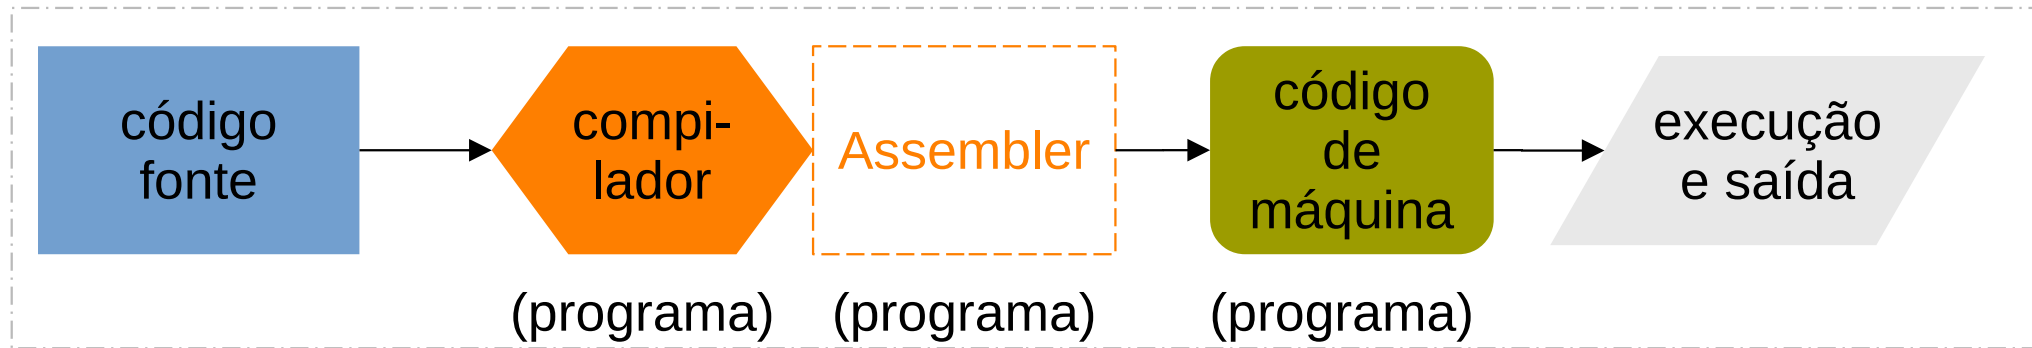 código
fonte
compi-
lador
Assembler
código
de
máquina
execução
e saída
(programa)
(programa)
(programa)